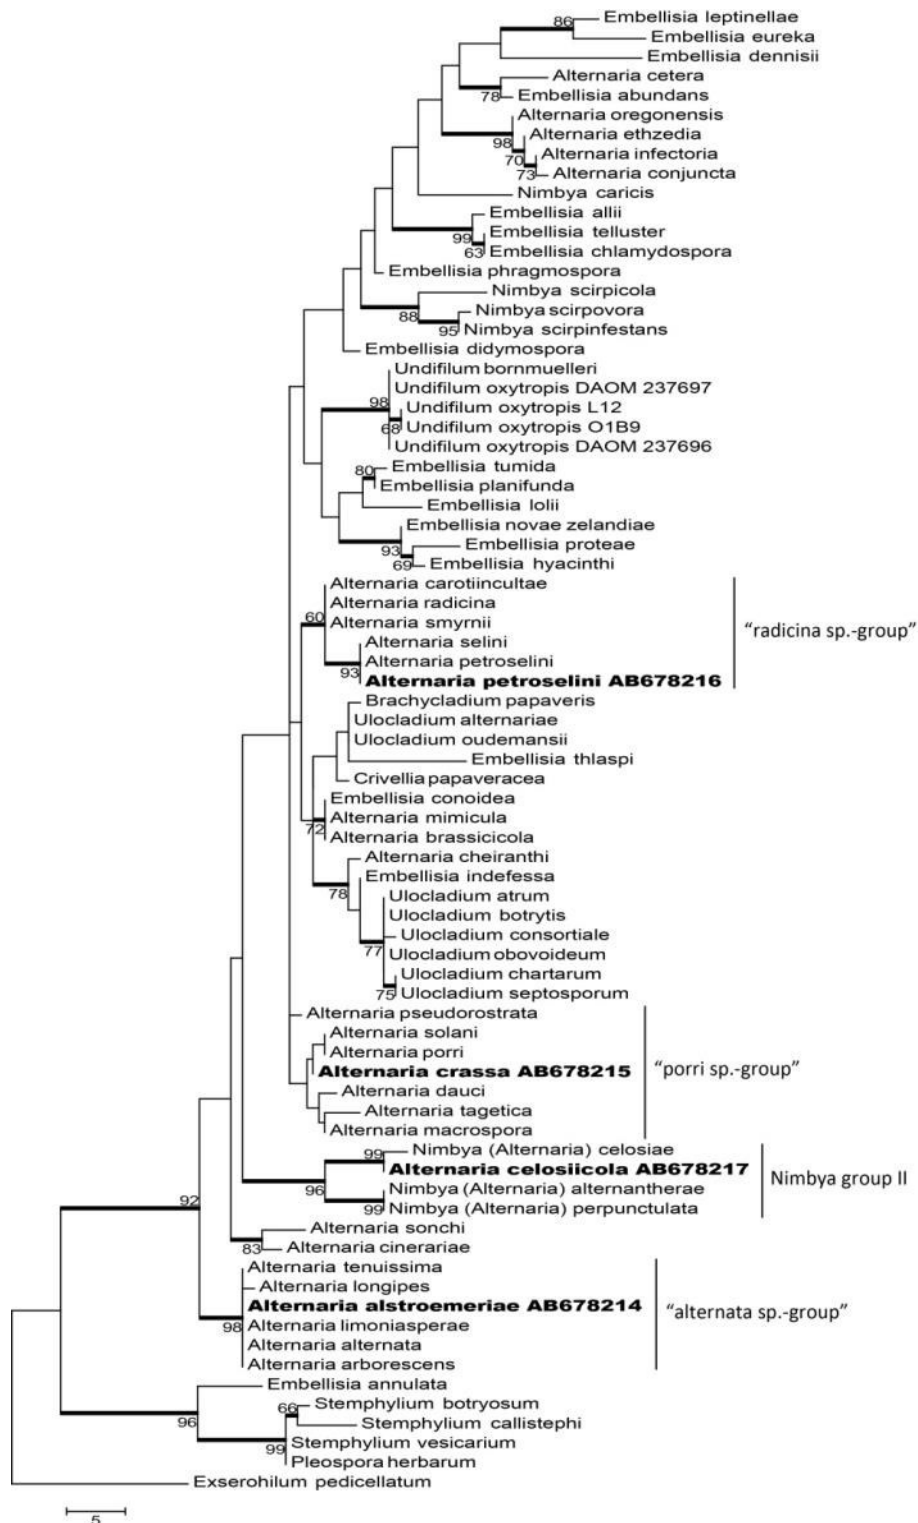 86
Embellisia leptinellae
Embellisia eureka
Embellisia dennisii
Alternaria cetera
78
Embellisia abundans
Alternaria oregonensis
98
Alternaria ethzedia
70
Alternaria infectoria
73
Alternaria conjuncta
Nimbya caricis
Embellisia allii
99
Embellisia telluster
63
Embellisia chlamydospora
Embellisia phragmospora
Nimbya scirpicola
88
Nimbya scirpovora
95
Nimbya scirpinfestans
Embellisia didymospora
Undifilum bornmuelleri
98
Undifilum oxytropis DAOM 237697
Undifilum oxytropis L12
68
Undifilum oxytropis O1B9
Undifilum oxytropis DAOM 237696
80
Embellisia tumida
Embellisia planifunda
Embellisia lolii
Embellisia novae zelandiae
93
Embellisia proteae
69
Embellisia hyacinthi
Alternaria carotiincultae
60
Alternaria radicina
Alternaria smyrnii
Alternaria selini
93
Alternaria petroselini
Alternaria petroselini AB678216
"radicina sp.-group"
Brachycladium papaveris
Ulocladium alternariae
Ulocladium oudemansii
Embellisia thlaspi
Crivellia papaveracea
Embellisia conoidea
72
Alternaria mimicula
Alternaria brassicicola
Alternaria cheiranthi
78
Embellisia indefessa
Ulocladium atrum
Ulocladium botrytis
Ulocladium consortiale
77
Ulocladium obovoideum
Ulocladium chartarum
75
Ulocladium septosporum
Alternaria pseudorostrata
Alternaria solani
Alternaria porri
Alternaria crassa AB678215
Alternaria dauci
Alternaria tagetica
Alternaria macrospora
"porri sp.-group"
99
Nimbya (Alternaria) celosiae
Alternaria celosiicola AB678217
96
Nimbya (Alternaria) alternantherae
99
Nimbya (Alternaria) perpunctulata
Nimbya group II
92
Alternaria sonchi
83
Alternaria cinerariae
Alternaria tenuissima
Alternaria longipes
Alternaria alstroemeriae AB678214
98
Alternaria limoniasperae
Alternaria alternata
Alternaria arborescens
"alternata sp.-group"
Embellisia annulata
96
66
Stemphylium botryosum
Stemphylium callistephi
99
Stemphylium vesicarium
Pleospora herbarum
Exserohilum pedicellatum
5